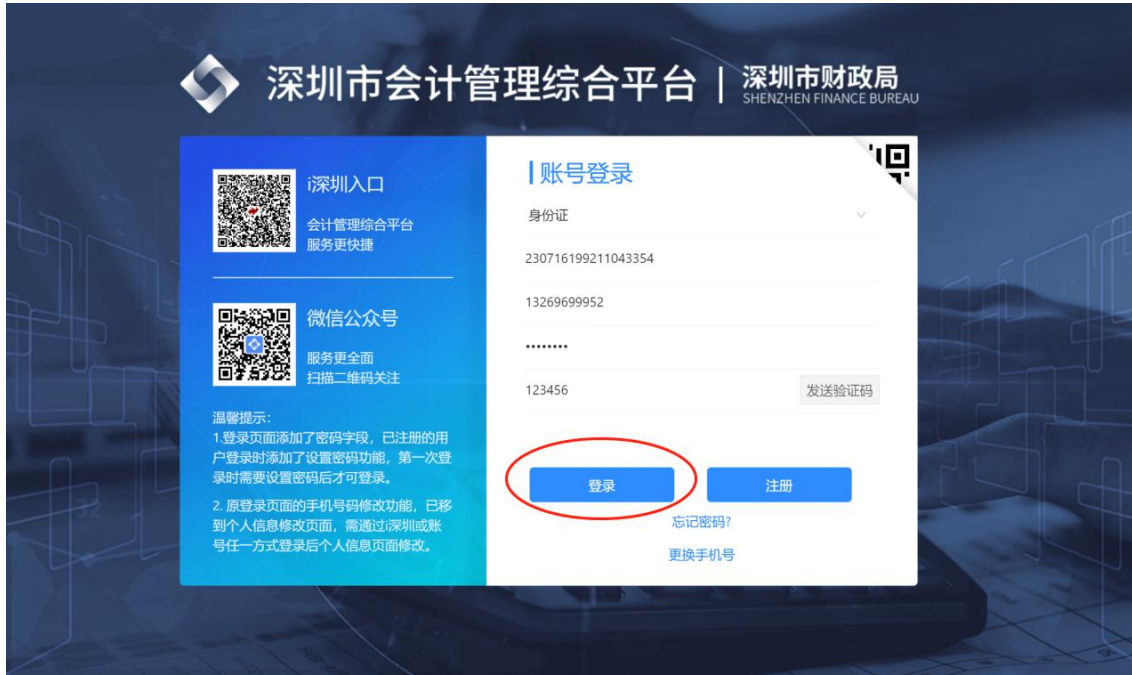 深圳市会计管理综合平台
深圳市财政局
SHENZHEN FINANCE BUREAU
i深圳入口
会计管理综合平台
服务更快捷
微信公众号
服务更全面
扫描二维码关注
温馨提示：
1.登录页面添加了密码字段，已注册的用
户登录时添加了设置密码功能，第一次登
录时需要设置密码后才可登录。
2. 原登录页面的手机号码修改功能，已移
到个人信息修改页面，需通过i深圳或账
号任一方式登录后个人信息页面修改。
账号登录
身份证
230716199211043354
13269699952
••••••••
123456
发送验证码
登录
注册
忘记密码?
更换手机号